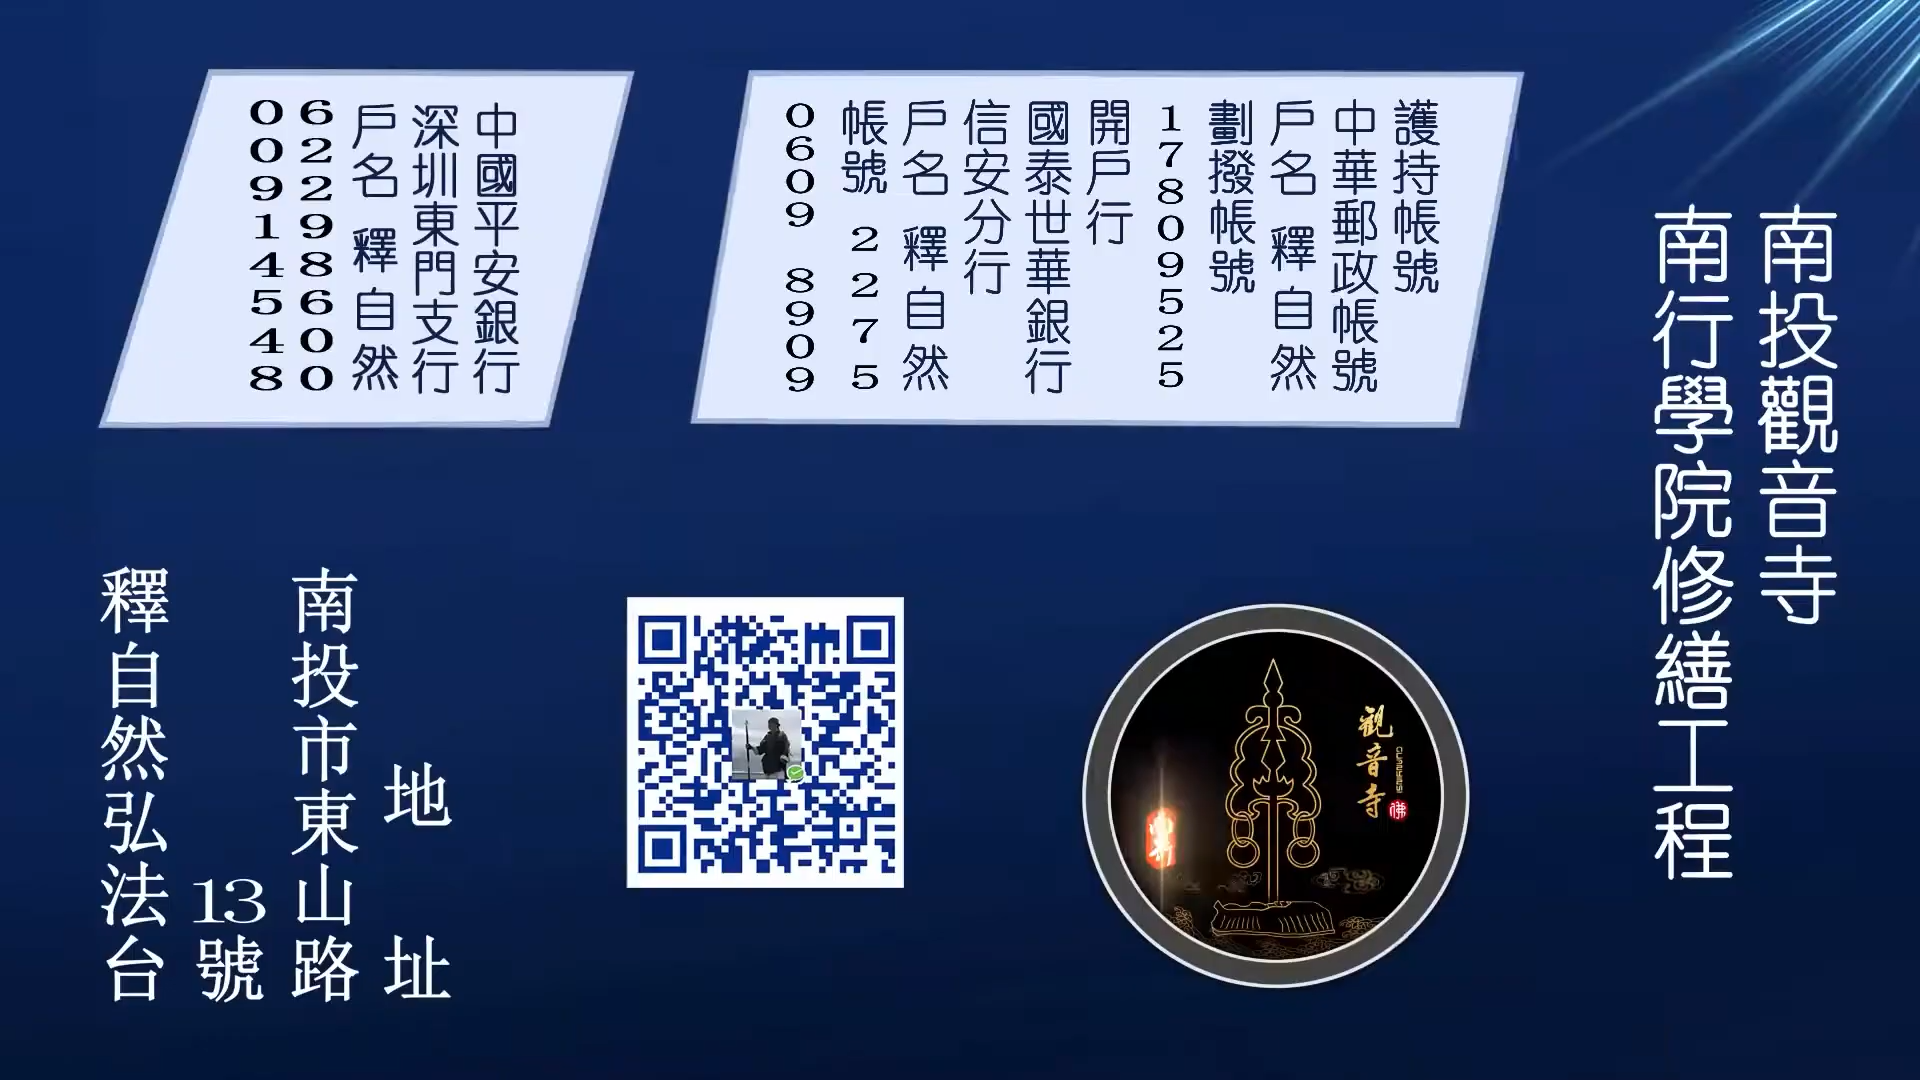 南投觀音寺
南行學院修繕工程
護持帳號
中華郵政帳號
戶名 釋自然
劃撥帳號
17809525
開戶行
國泰世華銀行
信安分行
戶名 釋自然
帳號 2275
0609 8909
中國平安銀行
深圳東門支行
戶名 釋自然
62298600
00914548
觀音寺
佛
地址
南投市東山路
13號
釋自然弘法台